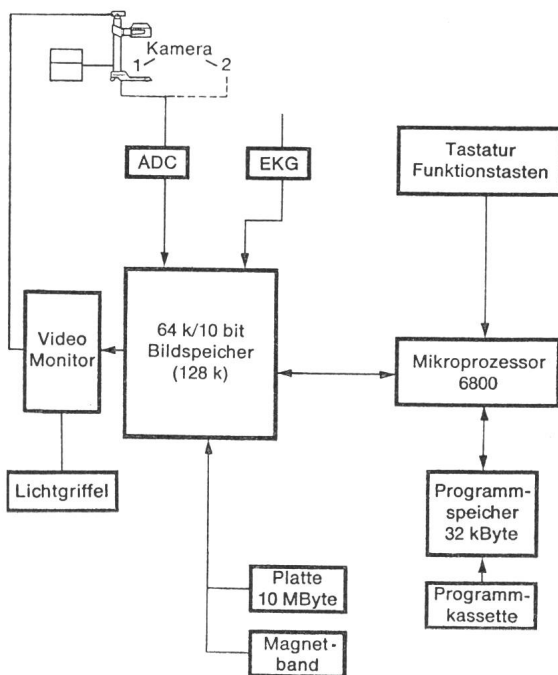 Kamera
1 2
ADC
EKG
Tastatur
Funktionstasten
64 k/10 bit
Bildspeicher
(128 k)
Video
Monitor
Mikroprozessor
6800
Lichtgriffel
Programm-
speicher
32 kByte
Platte
10 MByte
Programm-
kassette
Magnet-
band